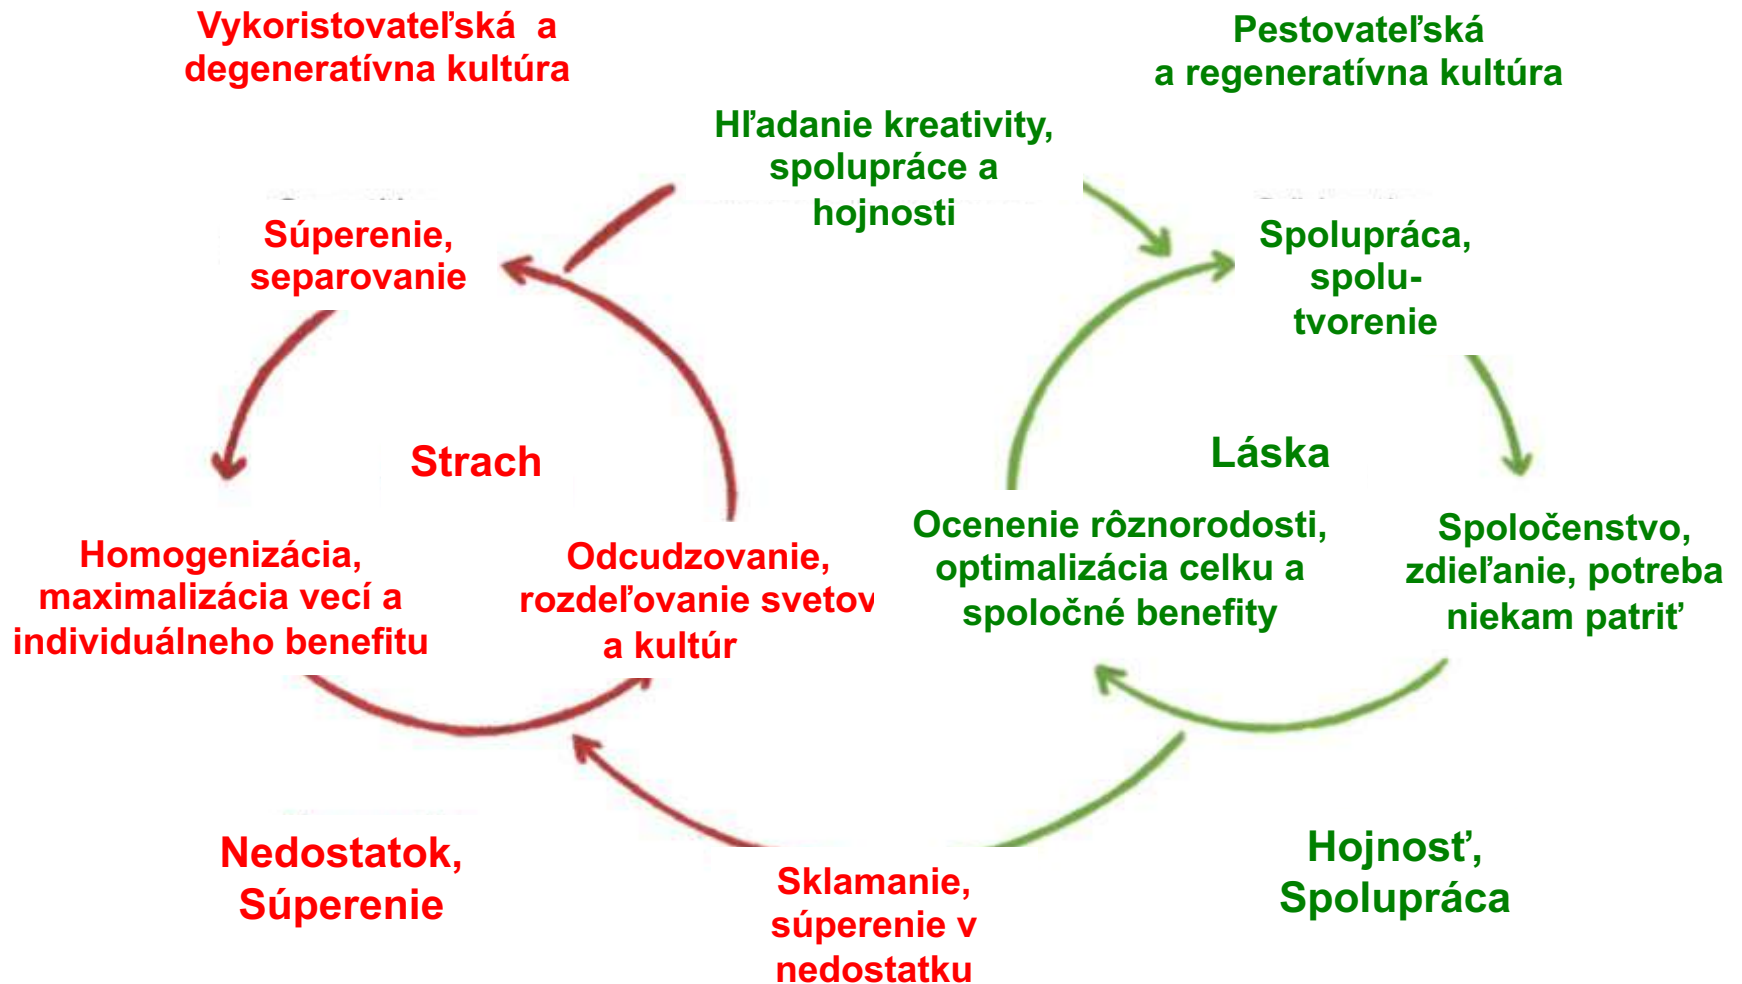 Vykoristovateľská a
degeneratívna kultúra
Pestovateľská
a regeneratívna kultúra
Hľadanie kreativity,
spolupráce a
hojnosti
Súperenie,
separovanie
Spolupráca,
spolu-
tvorenie
Strach
Láska
Homogenizácia,
maximalizácia vecí a
individuálneho benefitu
Odcudzovanie,
rozdeľovanie svetov
a kultúr
Ocenenie rôznorodosti,
optimalizácia celku a
spoločné benefity
Spoločenstvo,
zdieľanie, potreba
niekam patriť
Nedostatok,
Súperenie
Sklamanie,
súperenie v
nedostatku
Hojnosť,
Spolupráca